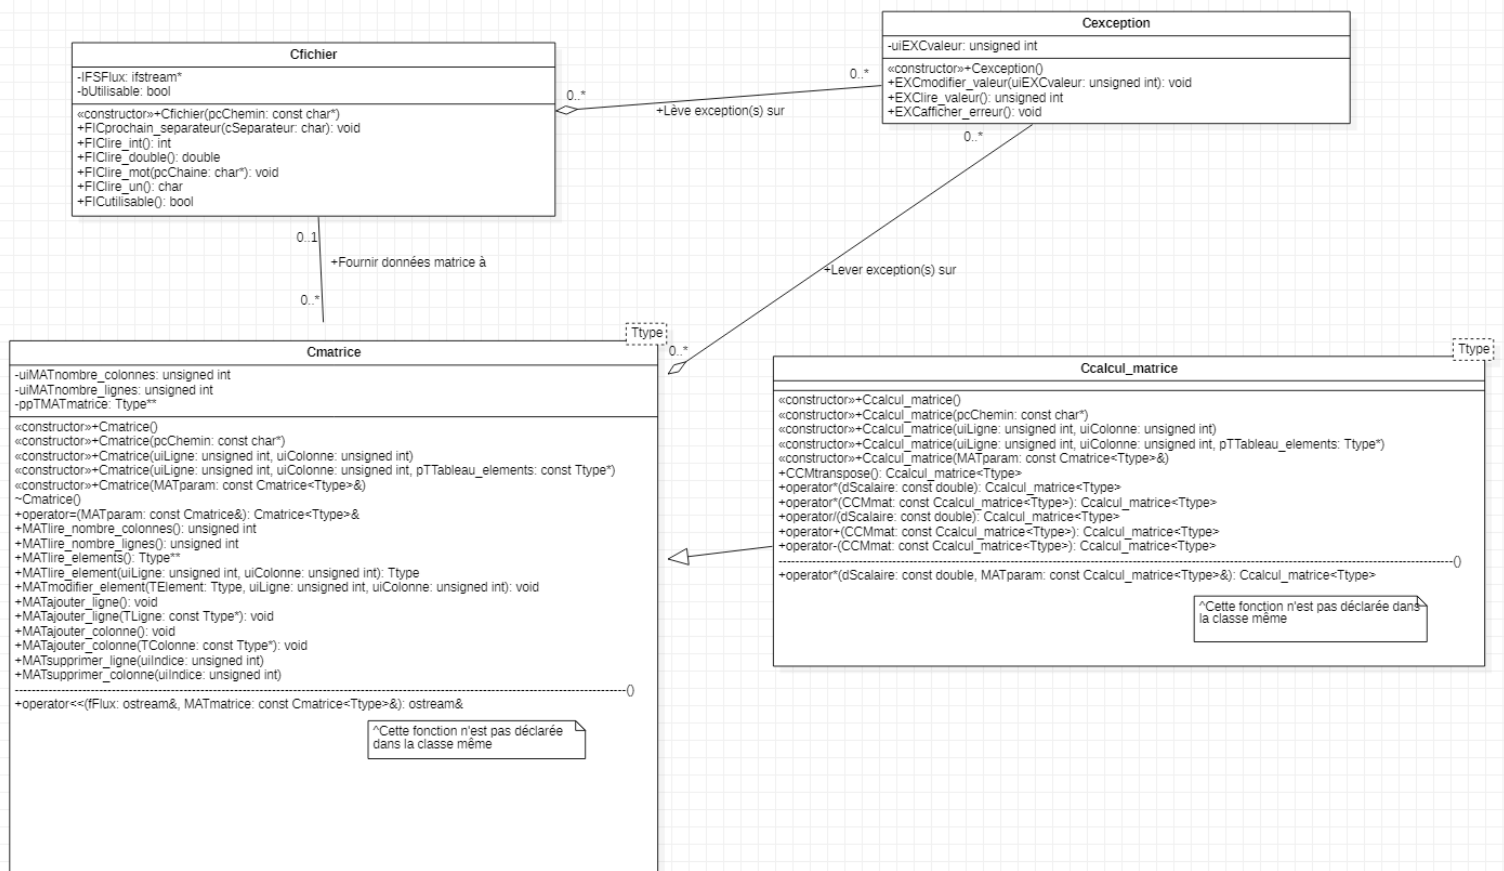 Cfichier
-IFSFlux: ifstream*
-bUtilisable: bool
«constructor»+Cfichier(pcChemin: const char*)
+FICprochain_separateur(cSeparateur: char): void
+FIClire_int(): int
+FIClire_double(): double
+FIClire_mot(pcChaine: char*): void
+FIClire_un(): char
+FICutilisable(): bool
Cexception
-uiEXCvaleur: unsigned int
«constructor»+Cexception()
+EXCmodifier_valeur(uiEXCvaleur: unsigned int): void
+EXClire_valeur(): unsigned int
+EXCafficher_erreur(): void
0..*
0..*
+Lève exception(s) sur
0..*
+Lever exception(s) sur
0..*
0..1
+Fournir données matrice à
0..*
Ttype
Cmatrice
-uiMATnombre_colonnes: unsigned int
-uiMATnombre_lignes: unsigned int
-ppTMATmatrice: Ttype**
«constructor»+Cmatrice()
«constructor»+Cmatrice(pcChemin: const char*)
«constructor»+Cmatrice(uiLigne: unsigned int, uiColonne: unsigned int)
«constructor»+Cmatrice(uiLigne: unsigned int, uiColonne: unsigned int, pTTableau_elements: const Ttype*)
«constructor»+Cmatrice(MATparam: const Cmatrice<Ttype>&)
~Cmatrice()
+operator=(MATparam: const Cmatrice&): Cmatrice<Ttype>&
+MATlire_nombre_colonnes(): unsigned int
+MATlire_nombre_lignes(): unsigned int
+MATlire_elements(): Ttype**
+MATlire_element(uiLigne: unsigned int, uiColonne: unsigned int): Ttype
+MATmodifier_element(TElement: Ttype, uiLigne: unsigned int, uiColonne: unsigned int): void
+MATajouter_ligne(): void
+MATajouter_ligne(TLigne: const Ttype*): void
+MATajouter_colonne(): void
+MATajouter_colonne(TColonne: const Ttype*): void
+MATsupprimer_ligne(uiIndice: unsigned int)
+MATsupprimer_colonne(uiIndice: unsigned int)
---------------------------------------------------------------------------------------------------------------------------------------------------------()
+operator<<(fFlux: ostream&, MATmatrice: const Cmatrice<Ttype>&): ostream&
^Cette fonction n'est pas déclarée
dans la classe même
Ttype
Ccalcul_matrice
«constructor»+Ccalcul_matrice()
«constructor»+Ccalcul_matrice(pcChemin: const char*)
«constructor»+Ccalcul_matrice(uiLigne: unsigned int, uiColonne: unsigned int)
«constructor»+Ccalcul_matrice(uiLigne: unsigned int, uiColonne: unsigned int, pTTableau_elements: Ttype*)
«constructor»+Ccalcul_matrice(MATparam: const Cmatrice<Ttype>&)
+CCMtranspose(): Ccalcul_matrice<Ttype>
+operator*(dScalaire: const double): Ccalcul_matrice<Ttype>
+operator*(CCMmat: const Ccalcul_matrice<Ttype>): Ccalcul_matrice<Ttype>
+operator/(dScalaire: const double): Ccalcul_matrice<Ttype>
+operator+(CCMmat: const Ccalcul_matrice<Ttype>): Ccalcul_matrice<Ttype>
+operator-(CCMmat: const Ccalcul_matrice<Ttype>): Ccalcul_matrice<Ttype>
-------------------------------------------------------------------------------------------------------------------------------------------------------------------------()
+operator*(dScalaire: const double, MATparam: const Ccalcul_matrice<Ttype>&): Ccalcul_matrice<Ttype>
^Cette fonction n'est pas déclarée dans
la classe même